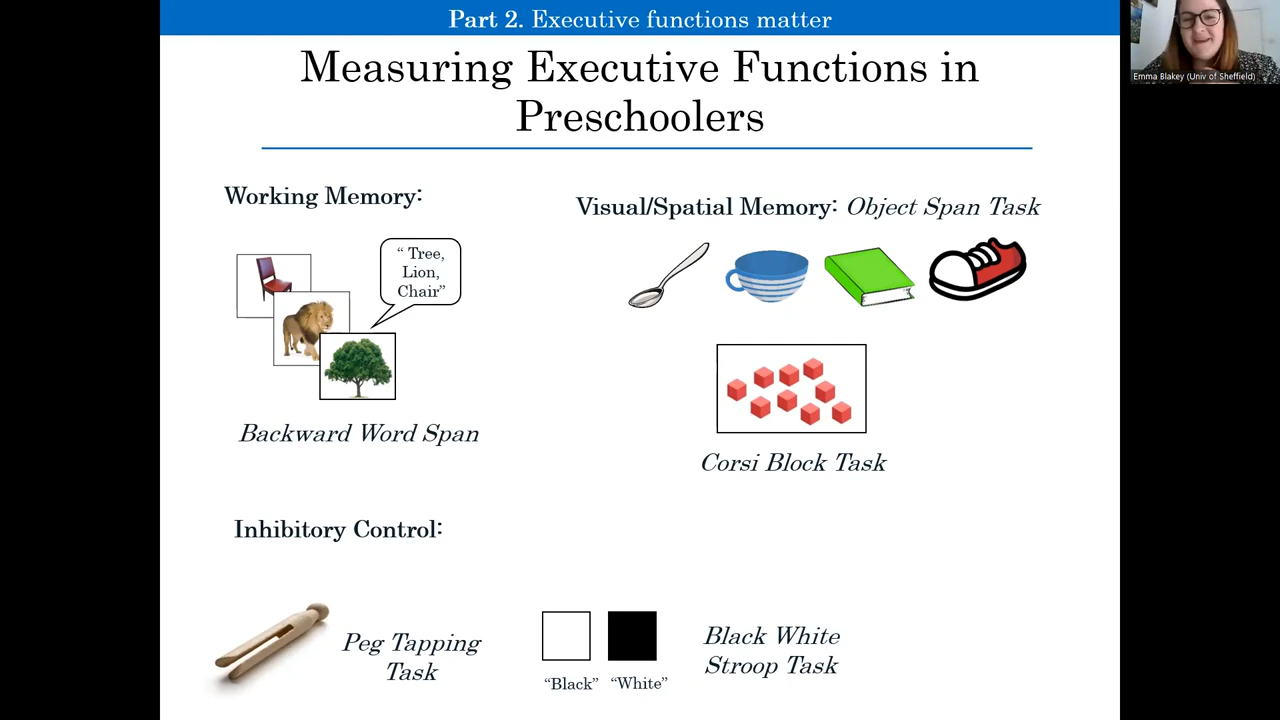 Part 2. Executive functions matter
Measuring Executive Functions in
Preschoolers
Emma Blakey (Univ of Sheffield)
Working Memory:
“ Tree,
Lion,
Chair”
Backward Word Span
Visual/Spatial Memory: Object Span Task
Corsi Block Task
Inhibitory Control:
Peg Tapping
Task
“Black” “White”
Black White
Stroop Task